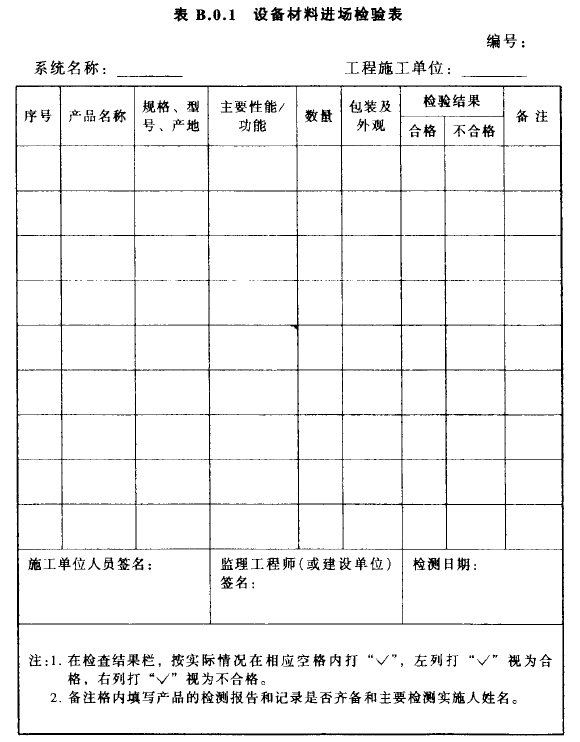 表 B.0.1 设备材料进场检验表
编号：
系统名称：________ 工程施工单位：________
序号 产品名称 规格、型号、产地 主要性能/功能 数量 包装及外观 检验结果 备注
合格 不合格
施工单位人员签名： 监理工程师(或建设单位)签名： 检测日期：
注:1. 在检查结果栏，按实际情况在相应空格内打“√”，左列打“√”视为合
格，右列打“√”视为不合格。
2. 备注格内填写产品的检测报告和记录是否齐备和主要检测实施人姓名。